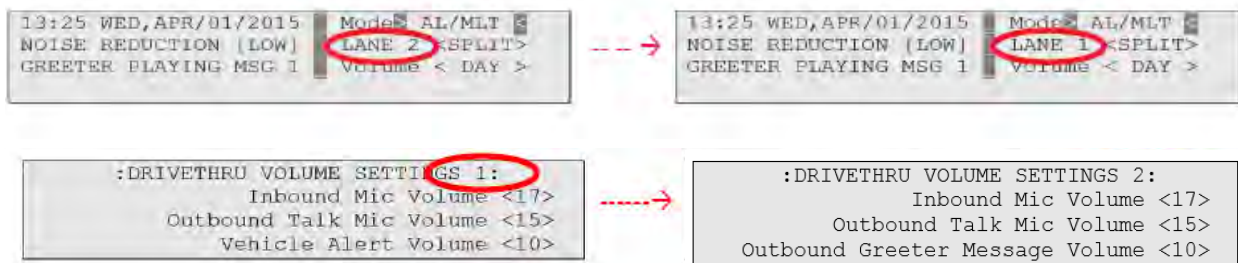 13:25 WED,APR/01/2015 Mode> AL/MLT <
NOISE REDUCTION [LOW] LANE 2 <SPLIT>
GREETER PLAYING MSG 1 Volume < DAY >
13:25 WED,APR/01/2015 Mode> AL/MLT <
NOISE REDUCTION [LOW] LANE 1 <SPLIT>
GREETER PLAYING MSG 1 Volume < DAY >
:DRIVETHRU VOLUME SETTINGS 1:
Inbound Mic Volume <17>
Outbound Talk Mic Volume <15>
Vehicle Alert Volume <10>
:DRIVETHRU VOLUME SETTINGS 2:
Inbound Mic Volume <17>
Outbound Talk Mic Volume <15>
Outbound Greeter Message Volume <10>